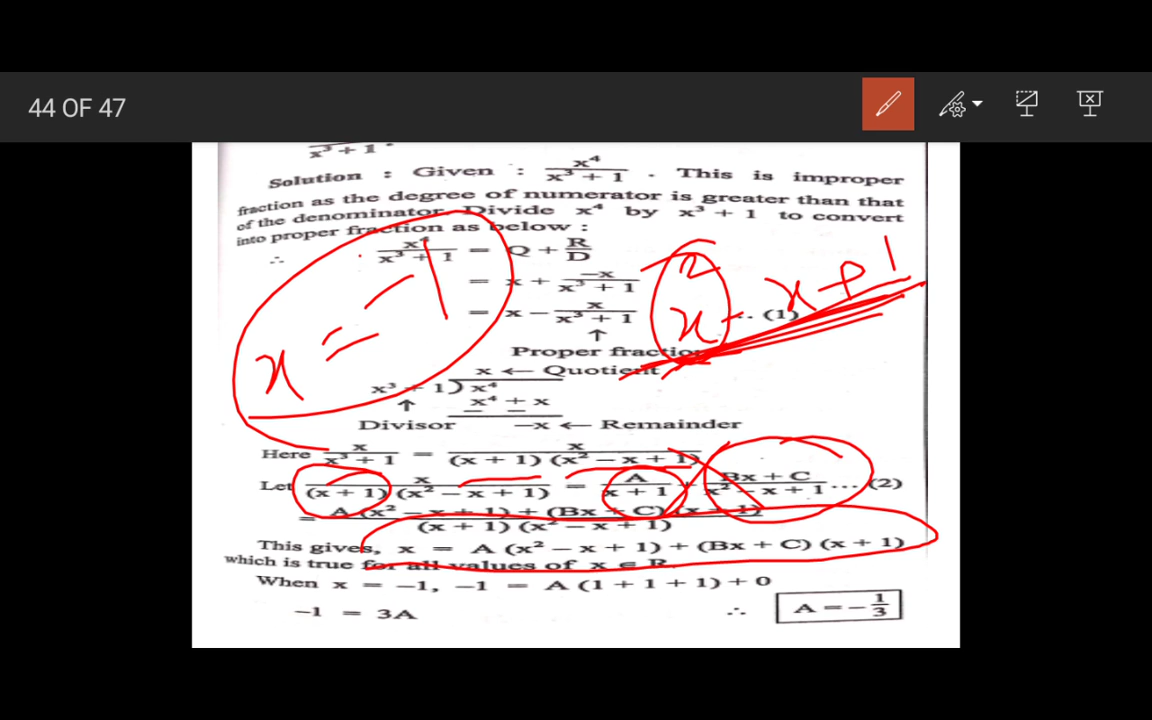 44 OF 47
x³ + 1 .
Solution : Given : x⁴/(x³ + 1) . This is improper
fraction as the degree of numerator is greater than that
of the denominator. Divide x⁴ by x³ + 1 to convert
into proper fraction as below :
∴ x⁴/(x³ + 1) = Q + R/D
= x + −x/(x³ + 1)
= x − x/(x³ + 1) ... (1)
↑
Proper fraction
x ← Quotient
x³ + 1 ) x⁴
↑ x⁴ + x
− −
Divisor −x ← Remainder
x = −1
x² − x + 1
Here x/(x³ + 1) = x/((x + 1) (x² − x + 1))
Let x/((x + 1) (x² − x + 1)) = A/(x + 1) + (Bx + C)/(x² − x + 1) ... (2)
= (A (x² − x + 1) + (Bx + C) (x + 1))/((x + 1) (x² − x + 1))
This gives, x = A (x² − x + 1) + (Bx + C) (x + 1)
which is true for all values of x ∈ R.
When x = −1, −1 = A (1 + 1 + 1) + 0
−1 = 3A ∴ A = − 1/3